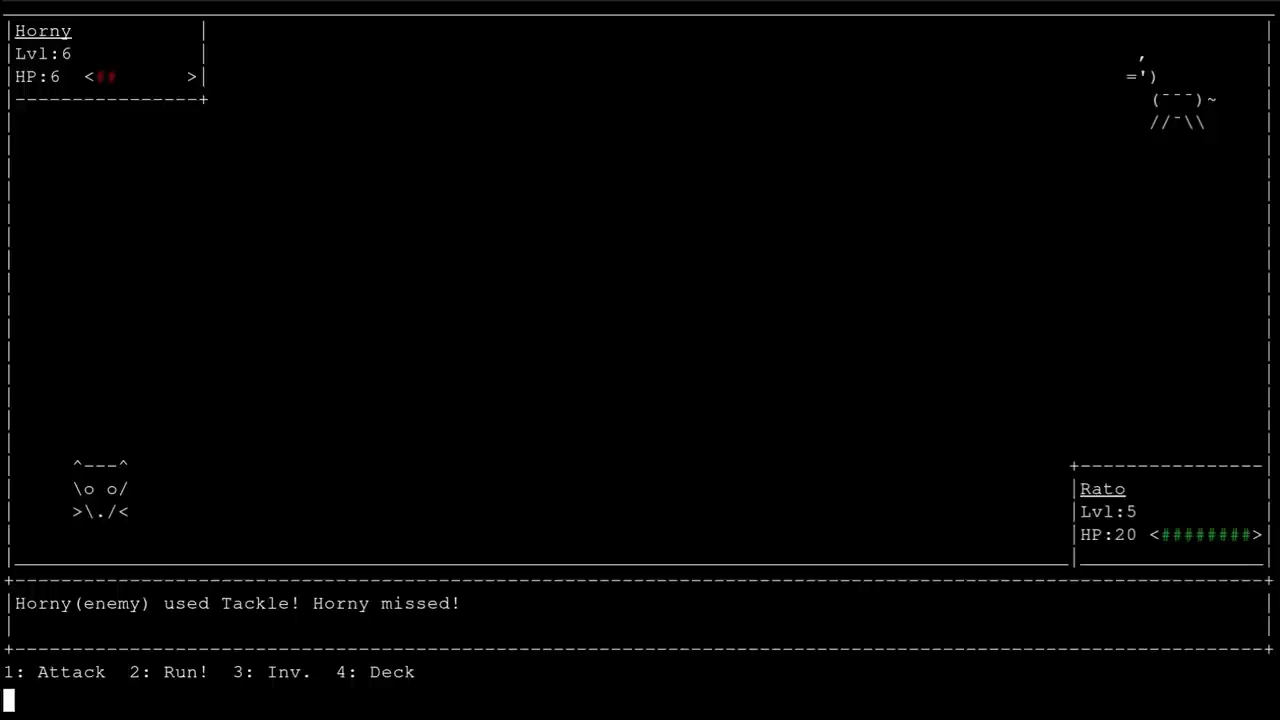 Horny
Lvl:6
HP:6 <## >
,
=')
(¯¯¯)~
//¯\\
^---^
\o o/
>\./<
Rato
Lvl:5
HP:20 <########>
Horny(enemy) used Tackle! Horny missed!
1: Attack 2: Run! 3: Inv. 4: Deck